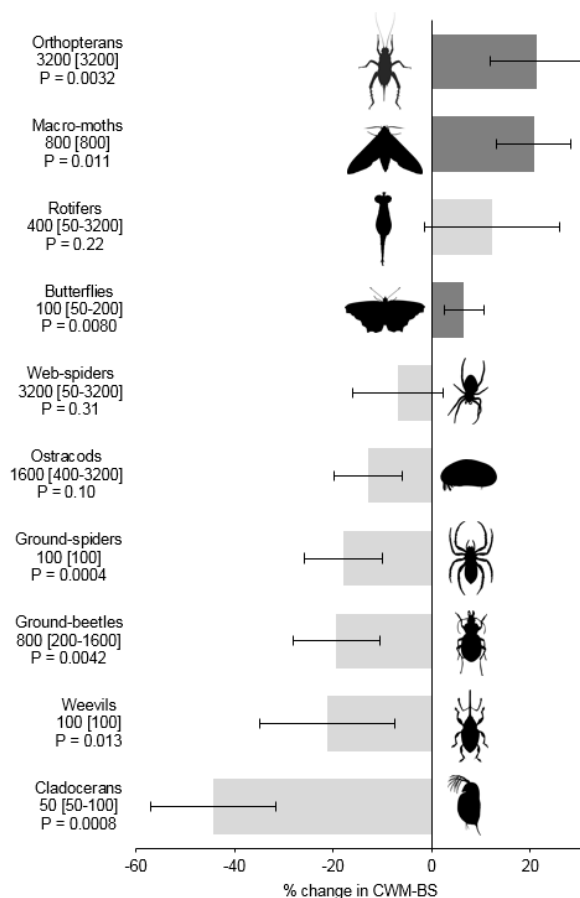 Orthopterans
3200 [3200]
P = 0.0032
Macro-moths
800 [800]
P = 0.011
Rotifers
400 [50-3200]
P = 0.22
Butterflies
100 [50-200]
P = 0.0080
Web-spiders
3200 [50-3200]
P = 0.31
Ostracods
1600 [400-3200]
P = 0.10
Ground-spiders
100 [100]
P = 0.0004
Ground-beetles
800 [200-1600]
P = 0.0042
Weevils
100 [100]
P = 0.013
Cladocerans
50 [50-100]
P = 0.0008
-60 -40 -20 0 20
% change in CWM-BS